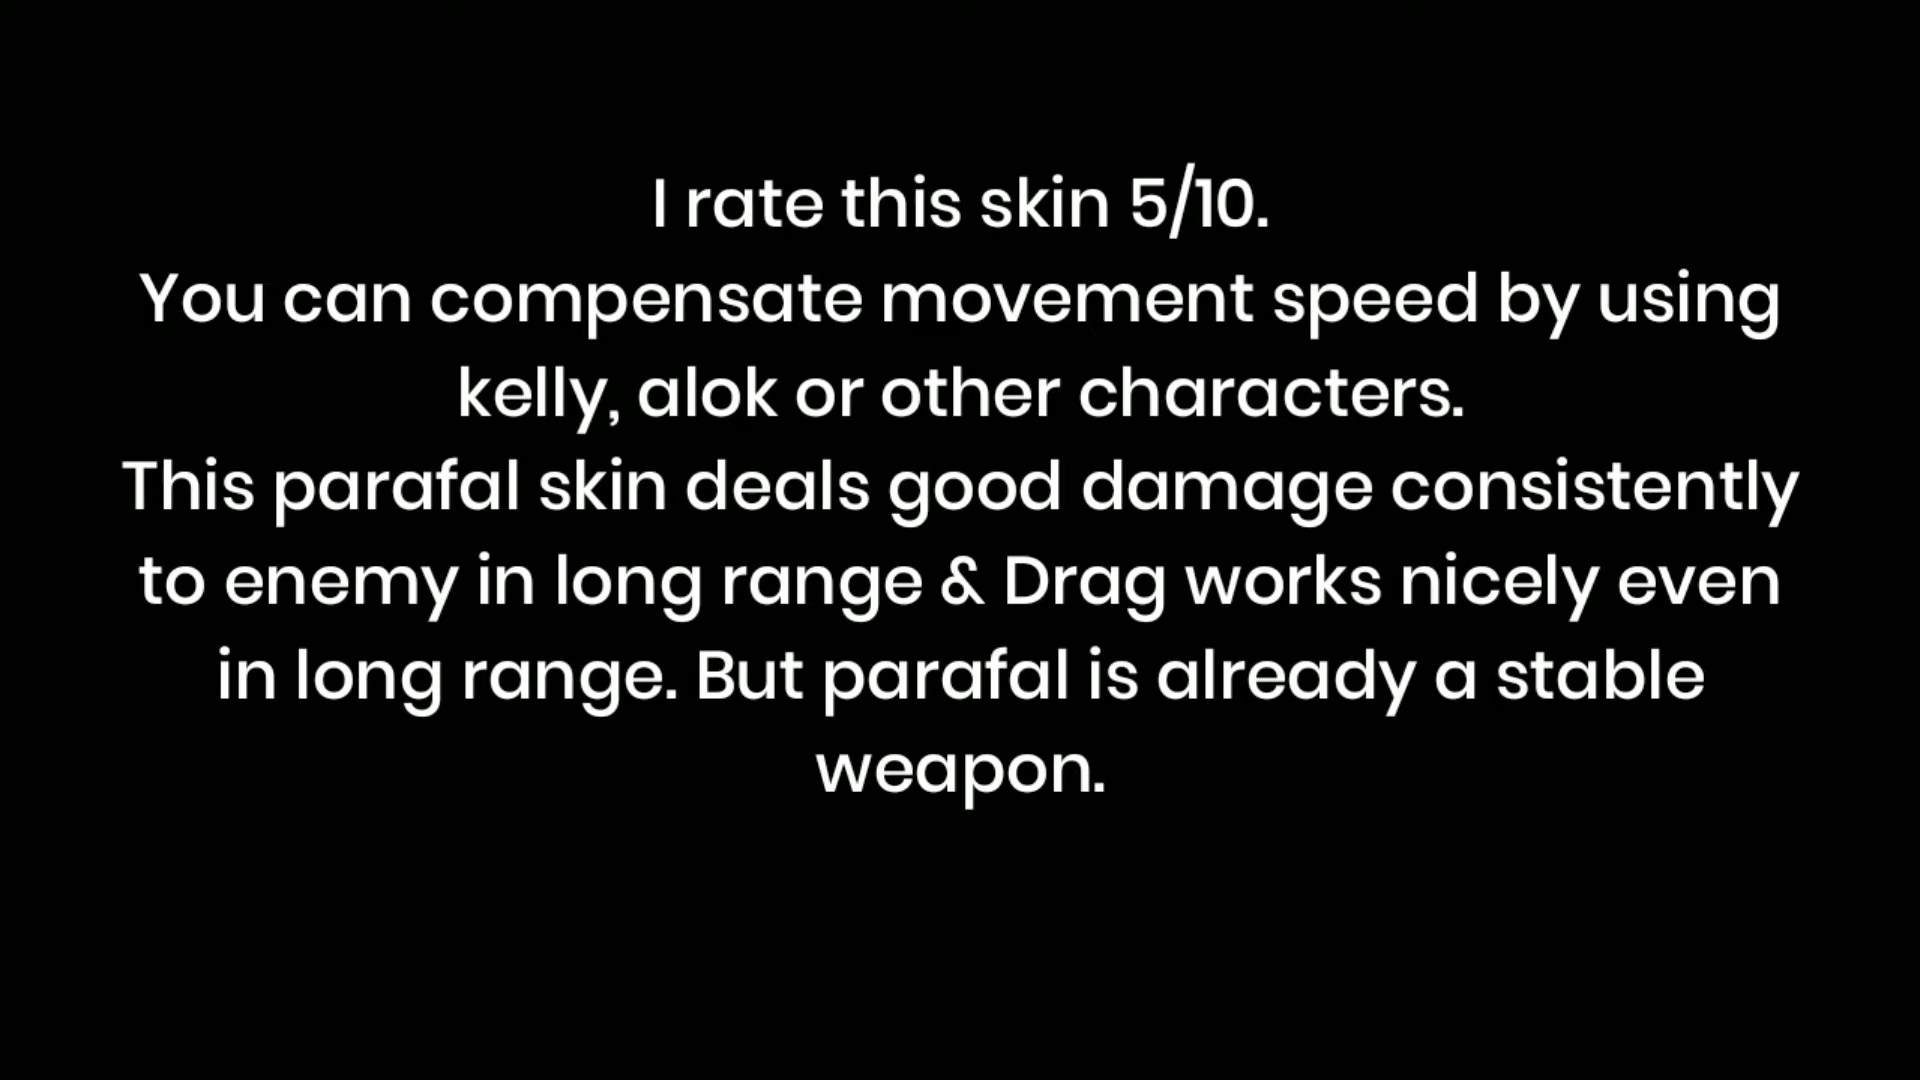 I rate this skin 5/10.
You can compensate movement speed by using
kelly, alok or other characters.
This parafal skin deals good damage consistently
to enemy in long range & Drag works nicely even
in long range. But parafal is already a stable
weapon.